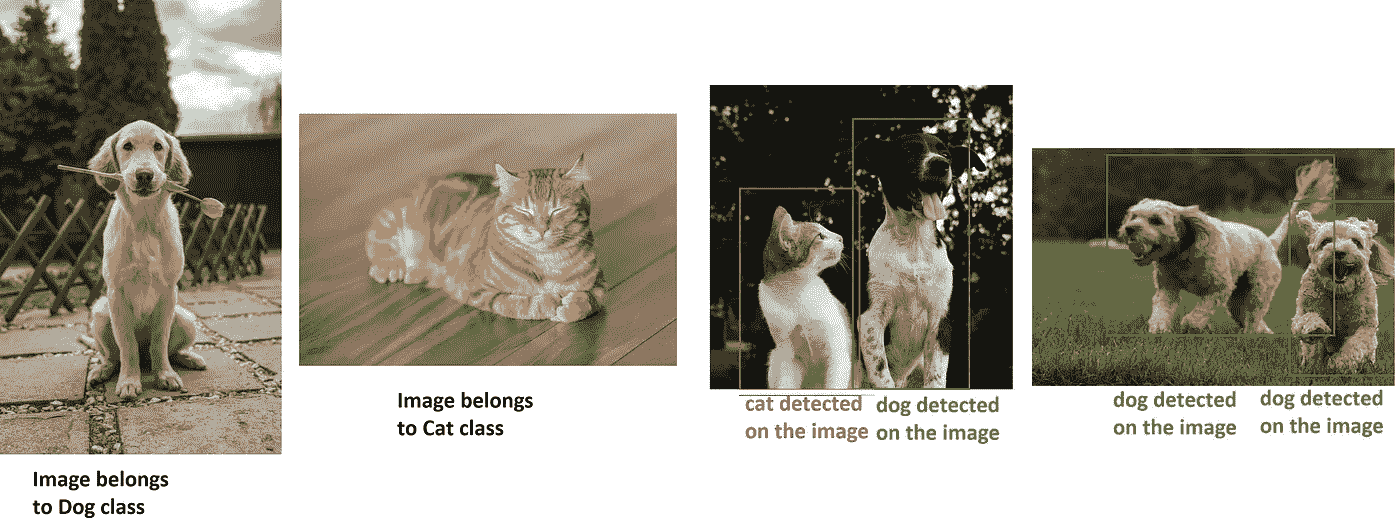 Image belongs
to Dog class
Image belongs
to Cat class
cat detected
on the image
dog detected
on the image
dog detected
on the image
dog detected
on the image